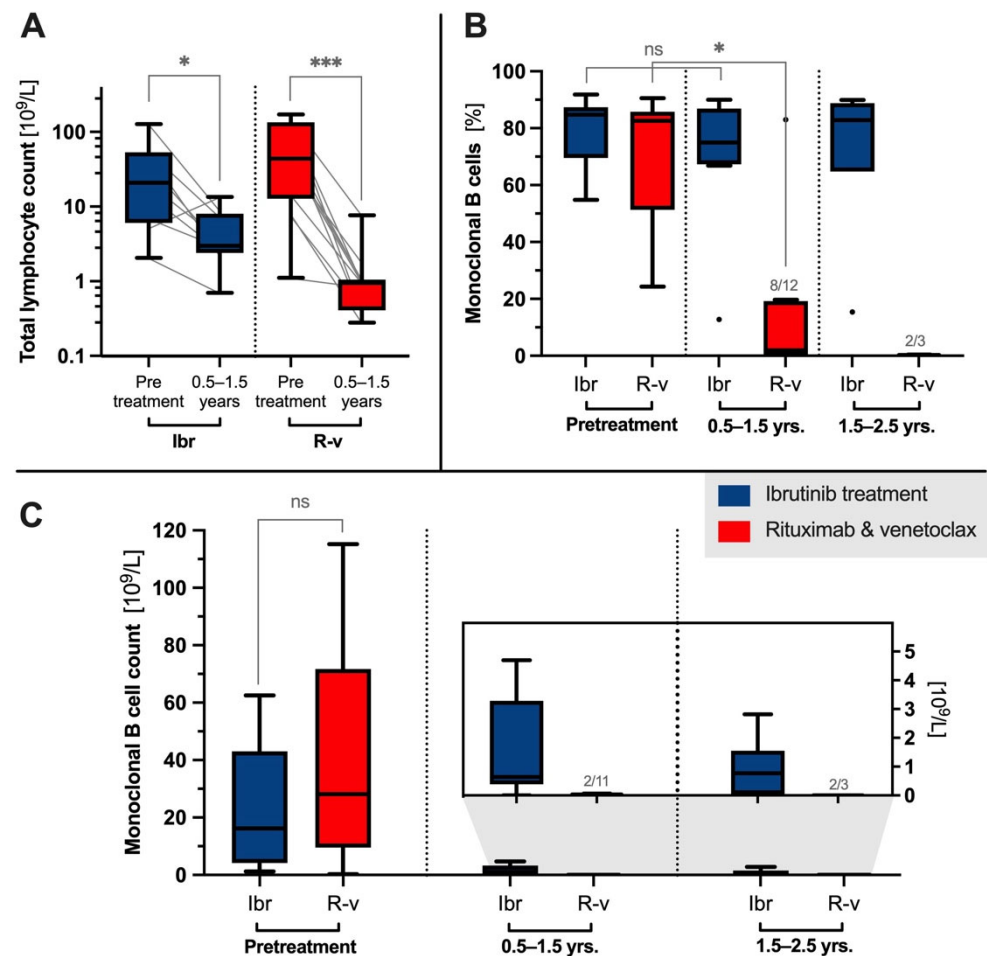 A
Total lymphocyte count [10⁹/L]
100
10
1
0.1
*
***
Pre treatment
0.5–1.5 years
Pre treatment
0.5–1.5 years
Ibr
R-v
B
Monoclonal B cells [%]
100
80
60
40
20
0
ns
*
8/12
2/3
Ibr
R-v
Ibr
R-v
Ibr
R-v
Pretreatment
0.5–1.5 yrs.
1.5–2.5 yrs.
Ibrutinib treatment
Rituximab & venetoclax
C
Monoclonal B cell count [10⁹/L]
120
100
80
60
40
20
0
ns
2/11
2/3
5
4
3
2
1
0
[10⁹/L]
Ibr
R-v
Ibr
R-v
Ibr
R-v
Pretreatment
0.5–1.5 yrs.
1.5–2.5 yrs.